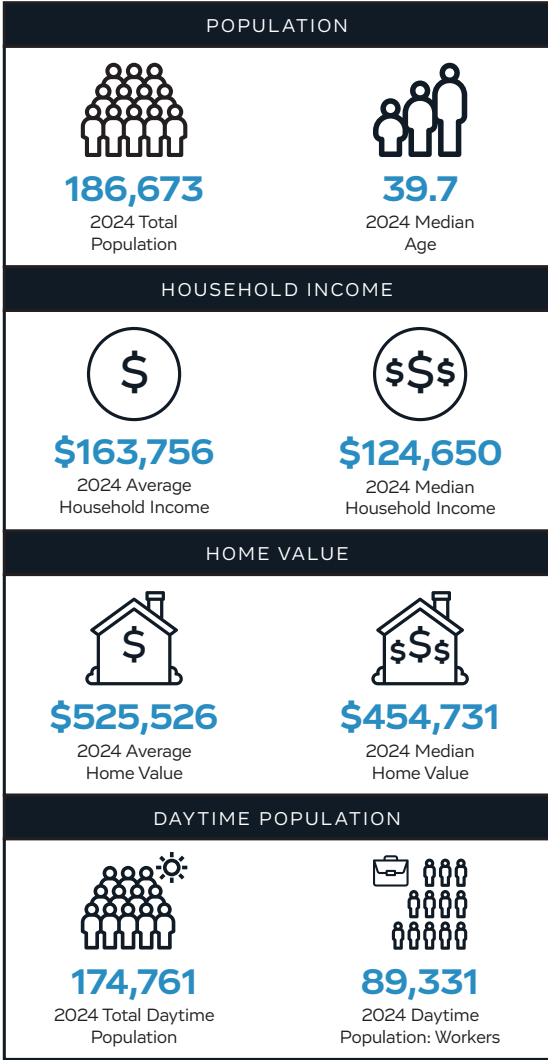 POPULATION
186,673
2024 Total
Population
39.7
2024 Median
Age
HOUSEHOLD INCOME
$
$163,756
2024 Average
Household Income
$$$
$124,650
2024 Median
Household Income
HOME VALUE
$
$525,526
2024 Average
Home Value
$$$
$454,731
2024 Median
Home Value
DAYTIME POPULATION
174,761
2024 Total Daytime
Population
89,331
2024 Daytime
Population: Workers